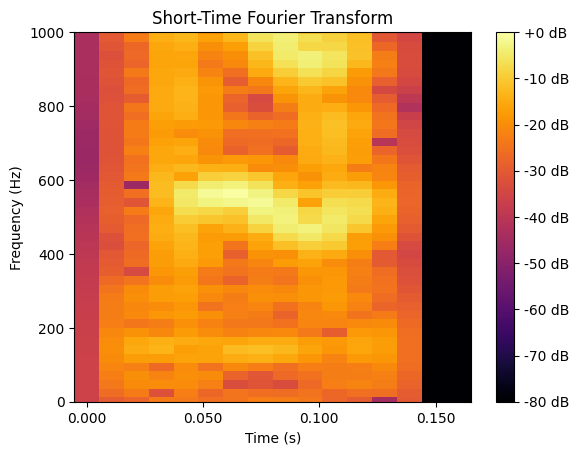 Short-Time Fourier Transform
Frequency (Hz)
1000
800
600
400
200
0
0.000
0.050
0.100
0.150
Time (s)
+0 dB
-10 dB
-20 dB
-30 dB
-40 dB
-50 dB
-60 dB
-70 dB
-80 dB